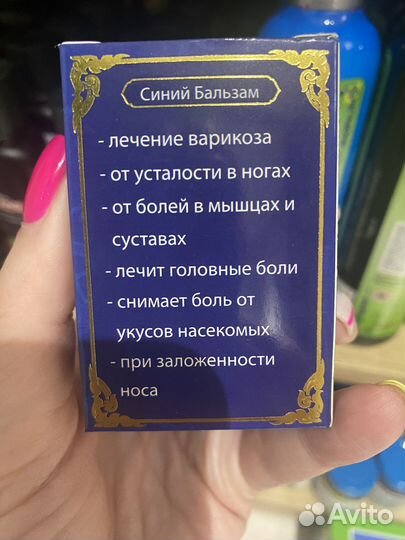 Синий Бальзам
- лечение варикоза
- от усталости в ногах
- от болей в мышцах и
суставах
- лечит головные боли
- снимает боль от
укусов насекомых
- при заложенности
носа
Avito